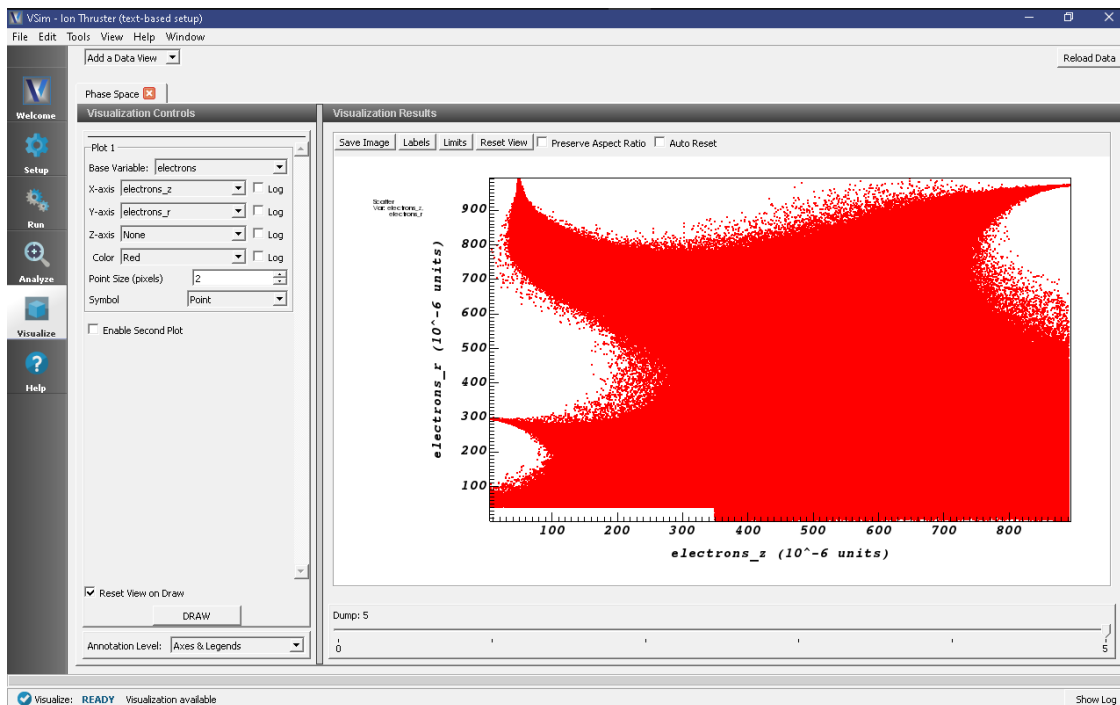 VSim - Ion Thruster (text-based setup)
File Edit Tools View Help Window
Add a Data View
Reload Data
Phase Space
Welcome
Setup
Run
Analyze
Visualize
Help
Visualization Controls
Plot 1
Base Variable: electrons
X-axis electrons_z Log
Y-axis electrons_r Log
Z-axis None Log
Color Red Log
Point Size (pixels) 2
Symbol Point
Enable Second Plot
Reset View on Draw
DRAW
Annotation Level: Axes & Legends
Visualization Results
Save Image Labels Limits Reset View Preserve Aspect Ratio Auto Reset
Scatter
Var: electrons_z,
electrons_r
900
800
700
600
500
400
300
200
100
electrons_r (10^-6 units)
100 200 300 400 500 600 700 800
electrons_z (10^-6 units)
Dump: 5
0 5
Visualize: READY Visualization available
Show Log